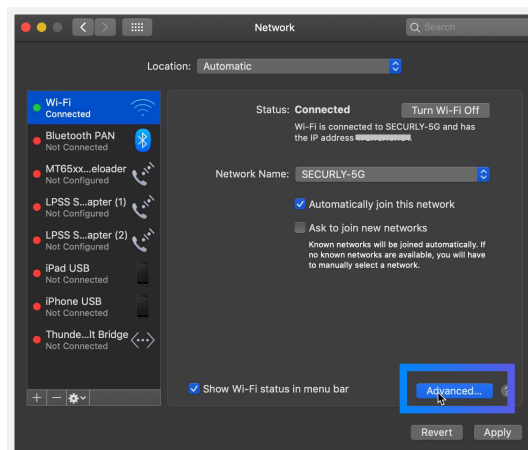 Network
Search
Location: Automatic
Wi-Fi
Connected
Bluetooth PAN
Not Connected
MT65xx...eloader
Not Configured
LPSS S...apter (1)
Not Configured
LPSS S...apter (2)
Not Configured
iPad USB
Not Connected
iPhone USB
Not Connected
Thunde...lt Bridge
Not Connected
Status: Connected
Turn Wi-Fi Off
Wi-Fi is connected to SECURLY-5G and has
the IP address
Network Name: SECURLY-5G
Automatically join this network
Ask to join new networks
Known networks will be joined automatically. If
no known networks are available, you will have
to manually select a network.
Show Wi-Fi status in menu bar
Advanced...
?
Revert
Apply